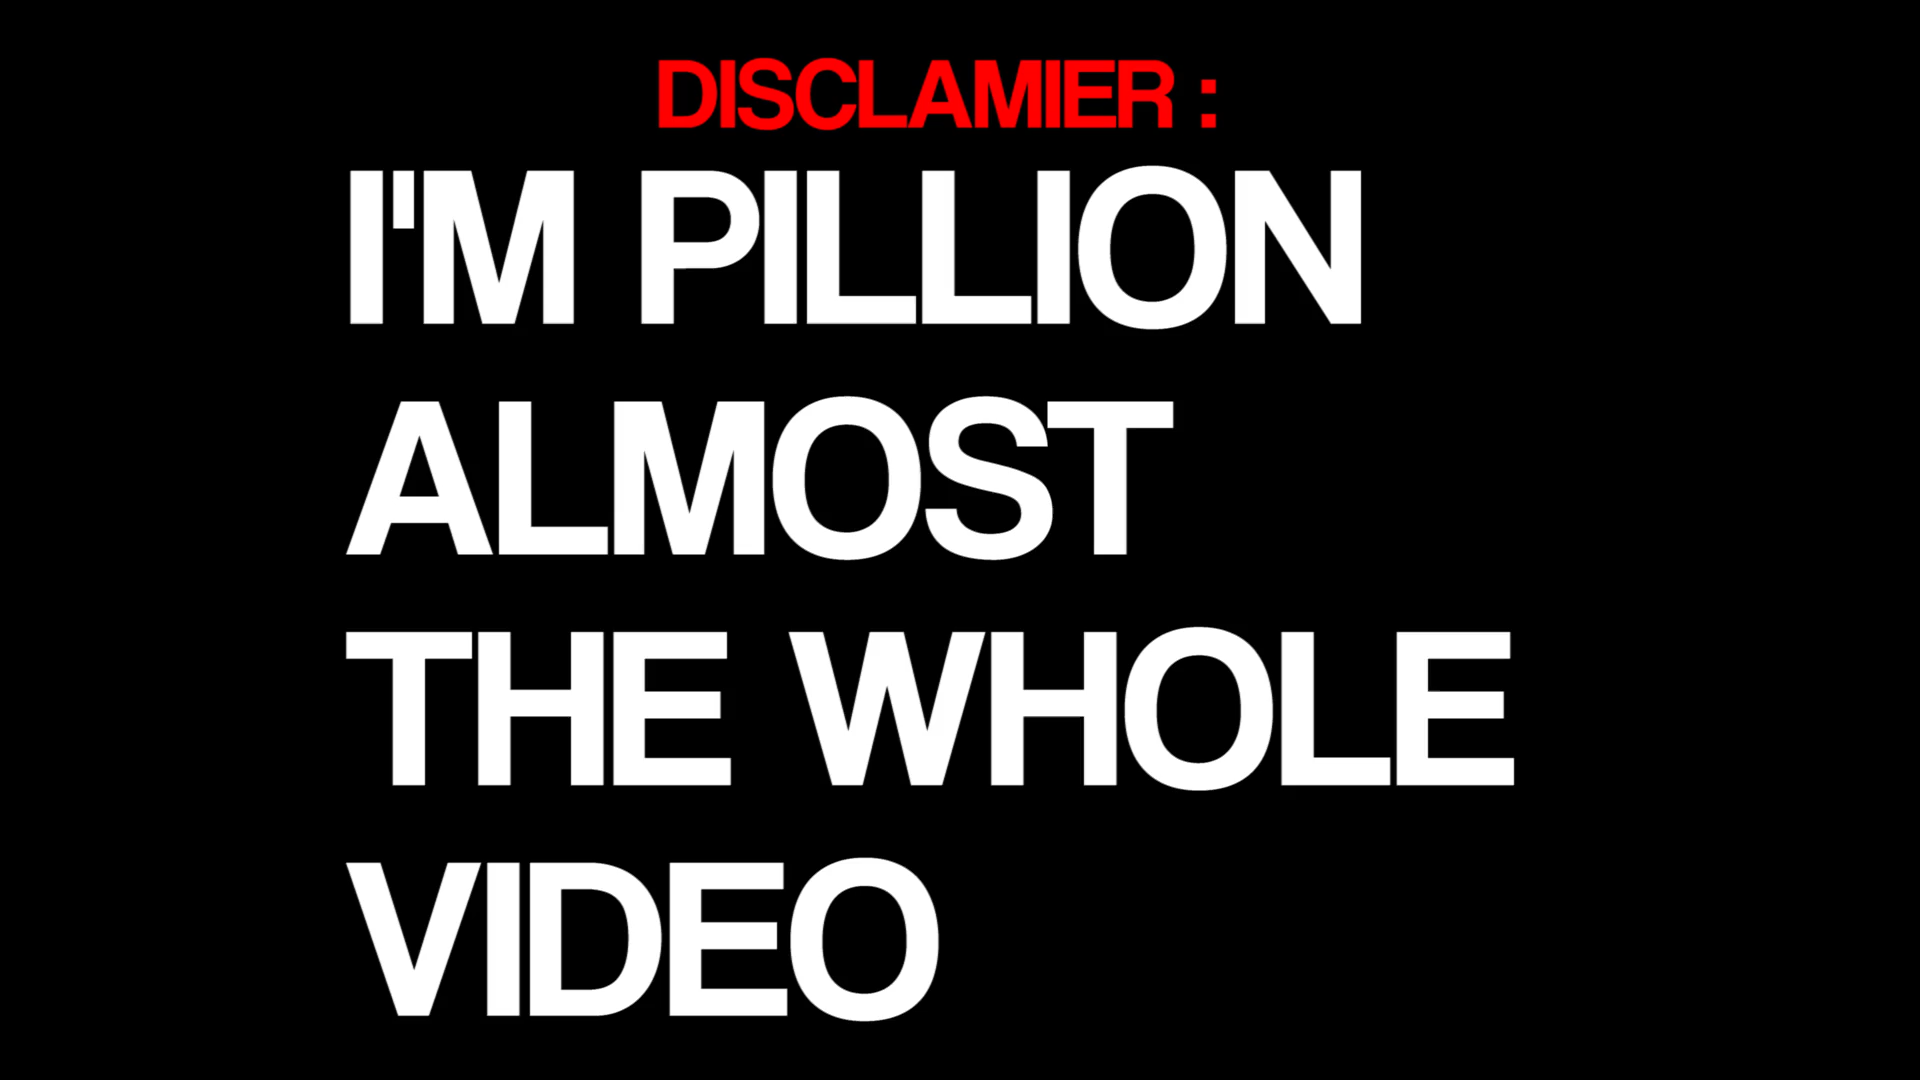 DISCLAMIER :
I'M PILLION
ALMOST
THE WHOLE
VIDEO